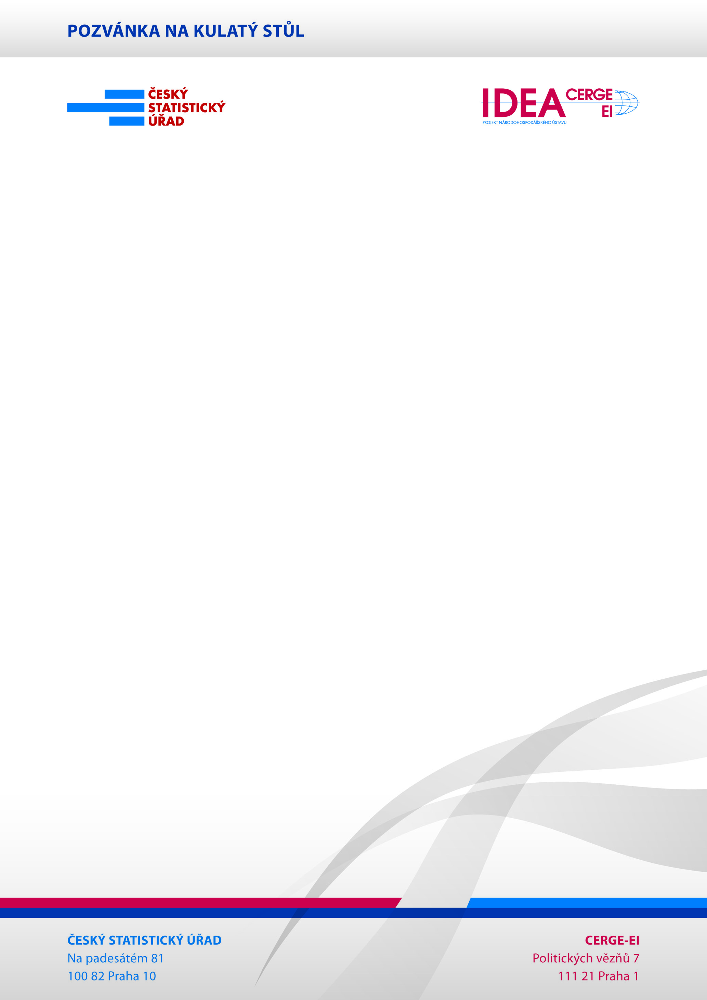 POZVÁNKA NA KULATÝ STŮL
ČESKÝ
STATISTICKÝ
ÚŘAD
IDEA CERGE
EI
PROJEKT NÁRODOHOSPODÁŘSKÉHO ÚSTAVU
ČESKÝ STATISTICKÝ ÚŘAD
Na padesátém 81
100 82 Praha 10
CERGE-EI
Politických vězňů 7
111 21 Praha 1